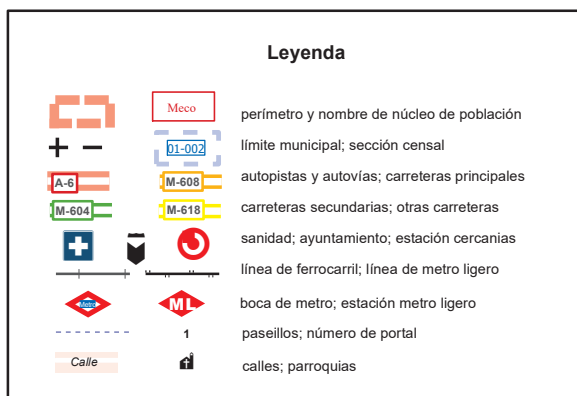 Leyenda
Meco perímetro y nombre de núcleo de población
01-002 límite municipal; sección censal
A-6 M-608 autopistas y autovías; carreteras principales
M-604 M-618 carreteras secundarias; otras carreteras
sanidad; ayuntamiento; estación cercanias
línea de ferrocarril; línea de metro ligero
Metro ML boca de metro; estación metro ligero
1 paseillos; número de portal
Calle calles; parroquias